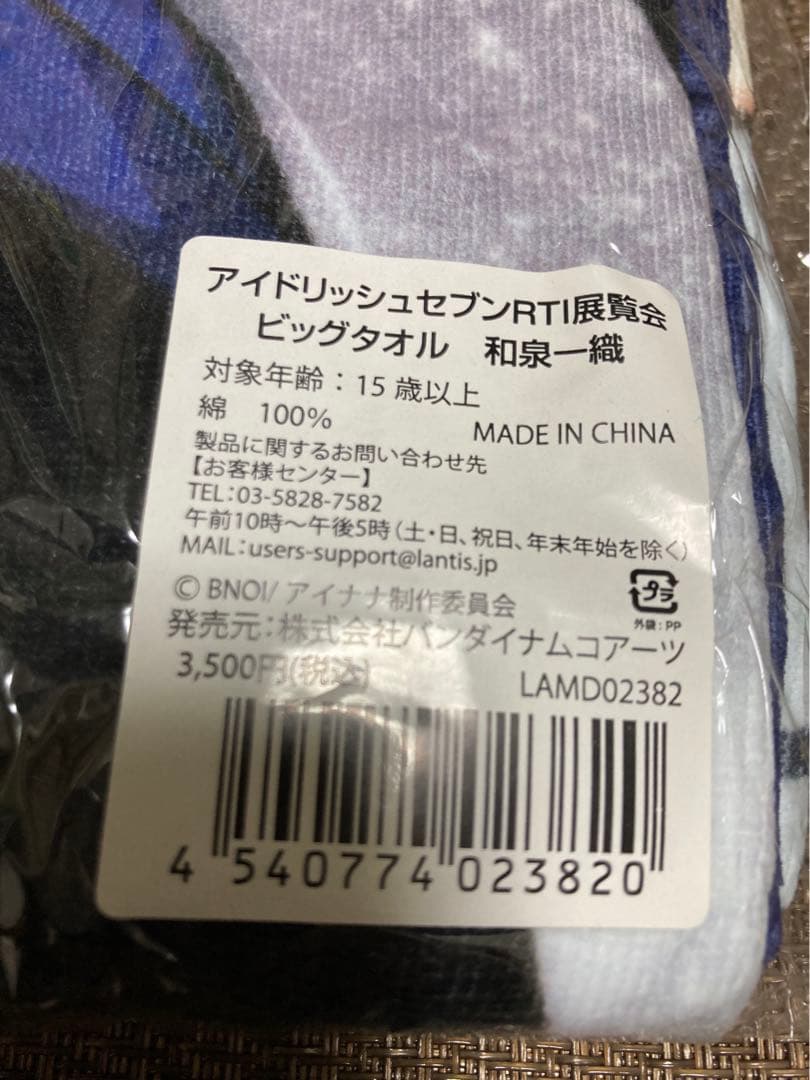 アイドリッシュセブンRTI展覧会
ビッグタオル 和泉一織
対象年齢：15 歳以上
綿 100%
MADE IN CHINA
製品に関するお問い合わせ先
【お客様センター】
TEL：03-5828-7582
午前10時～午後5時（土・日、祝日、年末年始を除く）
MAIL：users-support@lantis.jp
© BNOI/ アイナナ制作委員会
プラ
外袋：PP
発売元：株式会社バンダイナムコアーツ
3,500円(税込)
LAMD02382
4 540774 023820